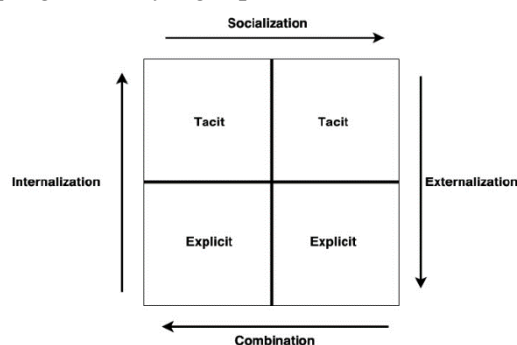 Socialization
Tacit Tacit
Internalization Externalization
Explicit Explicit
Combination